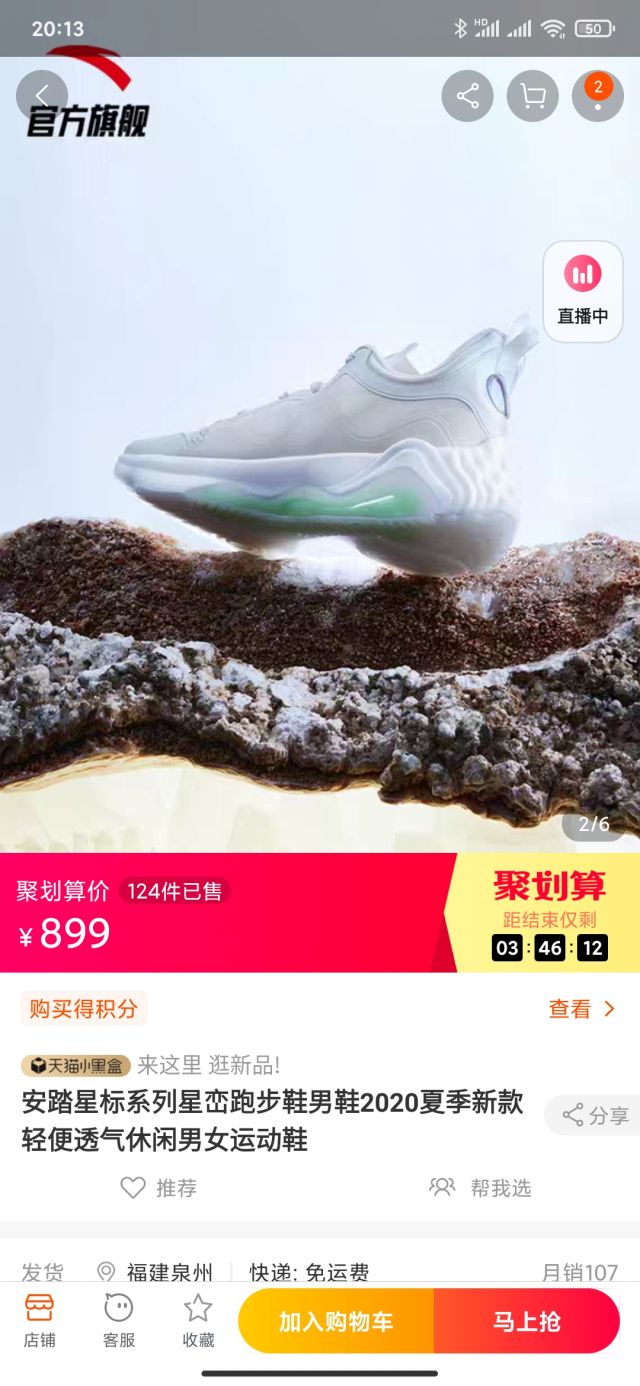 20:13
HD
50
官方旗舰
2
直播中
2/6
聚划算价 124件已售
聚划算
¥899
距结束仅剩
03:46:12
购买得积分
查看
天猫小黑盒 来这里 逛新品!
安踏星标系列星峦跑步鞋男鞋2020夏季新款
轻便透气休闲男女运动鞋
分享
推荐
帮我选
发货 福建泉州 快递: 免运费 月销107
店铺
客服
收藏
加入购物车
马上抢